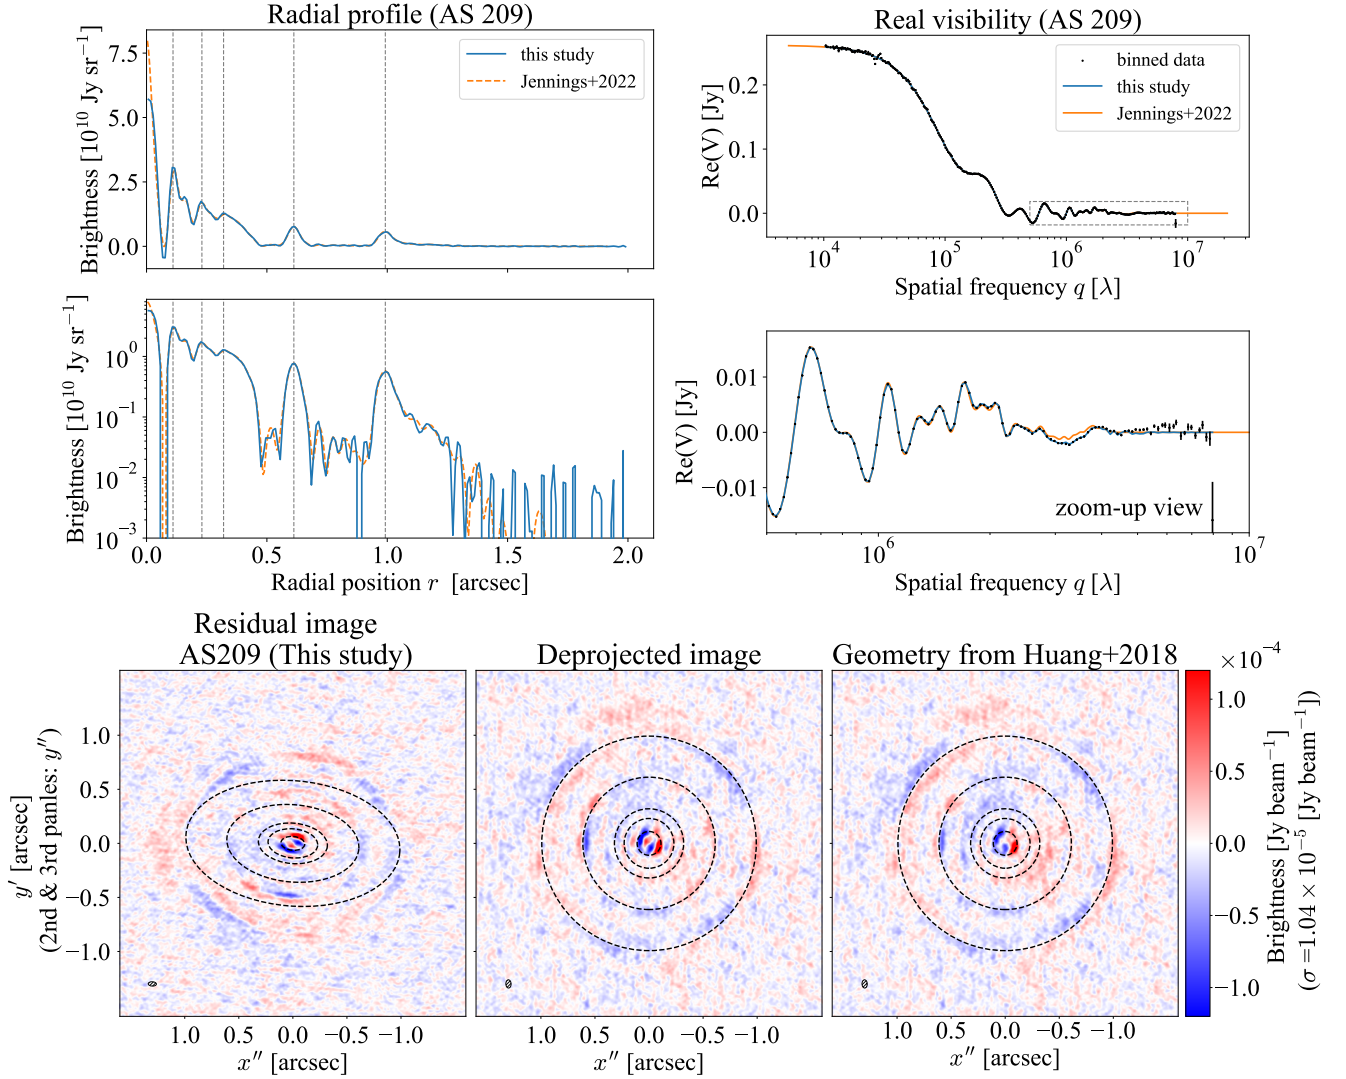 Radial profile (AS 209)
Brightness [10^10 Jy sr^−1]
7.5
5.0
2.5
0.0
this study
Jennings+2022
Brightness [10^10 Jy sr^−1]
10^0
10^−1
10^−2
10^−3
0.0 0.5 1.0 1.5 2.0
Radial position r [arcsec]
Real visibility (AS 209)
Re(V) [Jy]
0.2
0.1
0.0
binned data
this study
Jennings+2022
10^4 10^5 10^6 10^7
Spatial frequency q [λ]
Re(V) [Jy]
0.01
0.00
−0.01
zoom-up view
10^6 10^7
Spatial frequency q [λ]
Residual image
AS209 (This study)
Deprojected image
Geometry from Huang+2018
y′ [arcsec]
(2nd & 3rd panles: y′′)
1.0
0.5
0.0
−0.5
−1.0
1.0 0.5 0.0 −0.5 −1.0
x′′ [arcsec]
1.0 0.5 0.0 −0.5 −1.0
x′′ [arcsec]
1.0 0.5 0.0 −0.5 −1.0
x′′ [arcsec]
×10^−4
1.0
0.5
0.0
−0.5
−1.0
Brightness [Jy beam^−1]
(σ =1.04 × 10^−5 [Jy beam^−1])